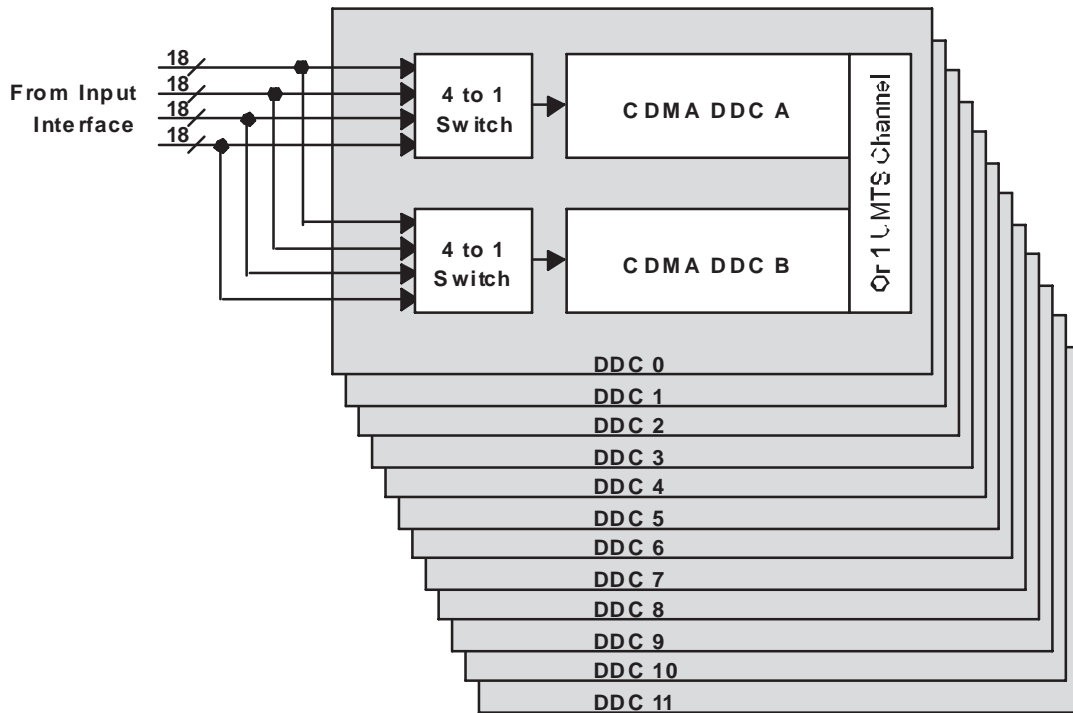 18
18
18
18
From Input
Interface
4 to 1
Switch
CDMA DDC A
4 to 1
Switch
CDMA DDC B
Or 1 UMTS Channel
DDC 0
DDC 1
DDC 2
DDC 3
DDC 4
DDC 5
DDC 6
DDC 7
DDC 8
DDC 9
DDC 10
DDC 11